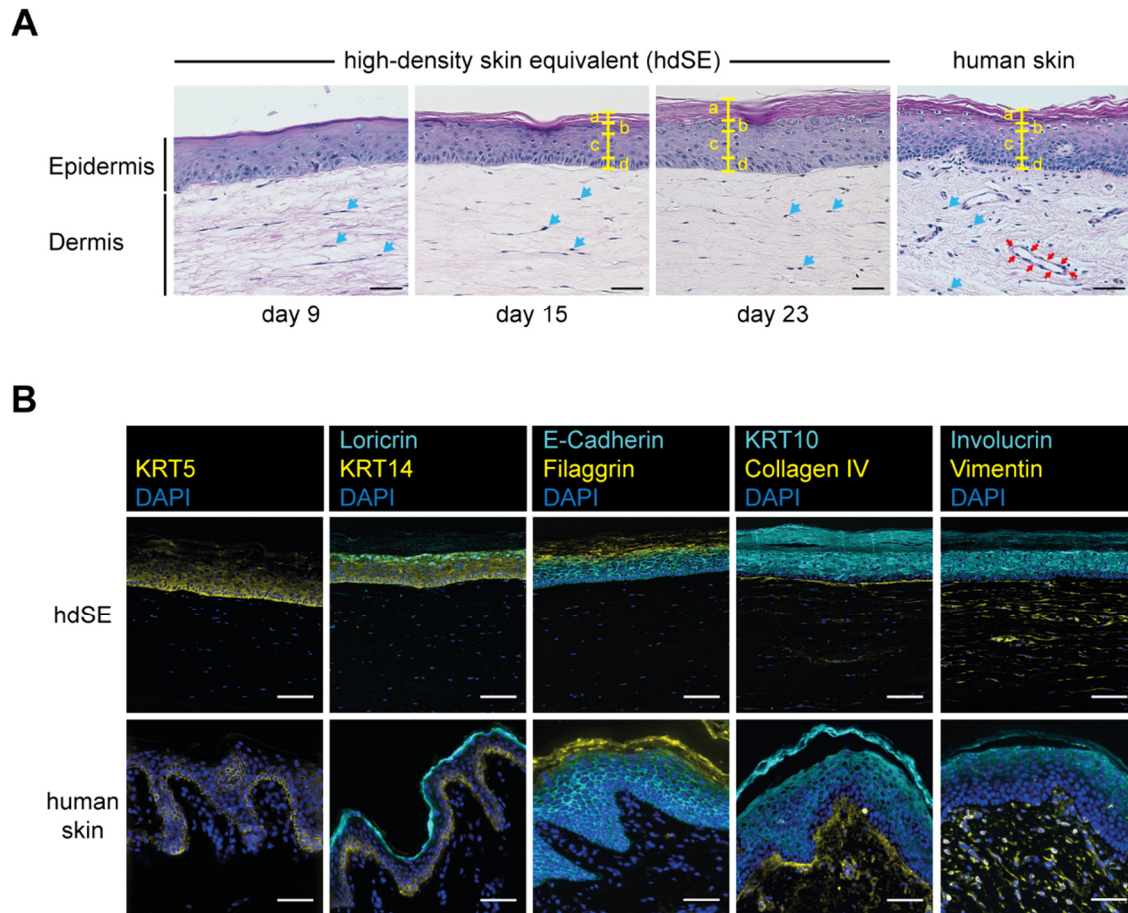 A
high-density skin equivalent (hdSE)
human skin
Epidermis
Dermis
a
b
c
d
a
b
c
d
a
b
c
d
day 9
day 15
day 23
B
KRT5
DAPI
Loricrin
KRT14
DAPI
E-Cadherin
Filaggrin
DAPI
KRT10
Collagen IV
DAPI
Involucrin
Vimentin
DAPI
hdSE
human
skin